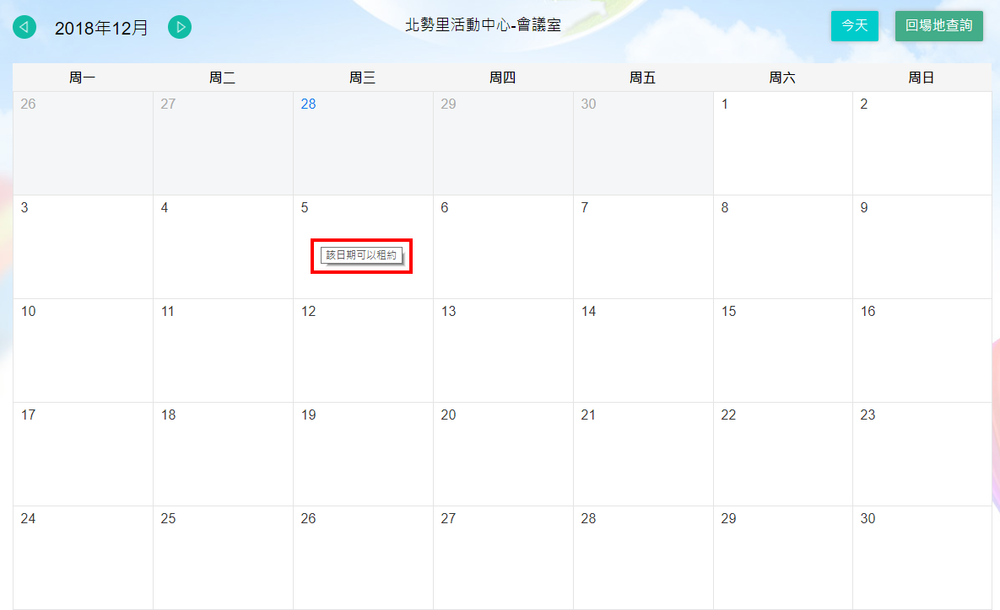 2018年12月
北勢里活動中心-會議室
今天
回場地查詢
周一 周二 周三 周四 周五 周六 周日
26 27 28 29 30 1 2
3 4 5 6 7 8 9
該日期可以租約
10 11 12 13 14 15 16
17 18 19 20 21 22 23
24 25 26 27 28 29 30